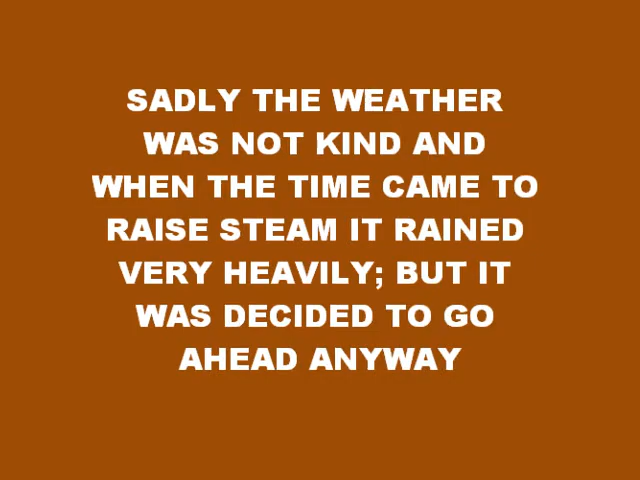 SADLY THE WEATHER
WAS NOT KIND AND
WHEN THE TIME CAME TO
RAISE STEAM IT RAINED
VERY HEAVILY; BUT IT
WAS DECIDED TO GO
AHEAD ANYWAY